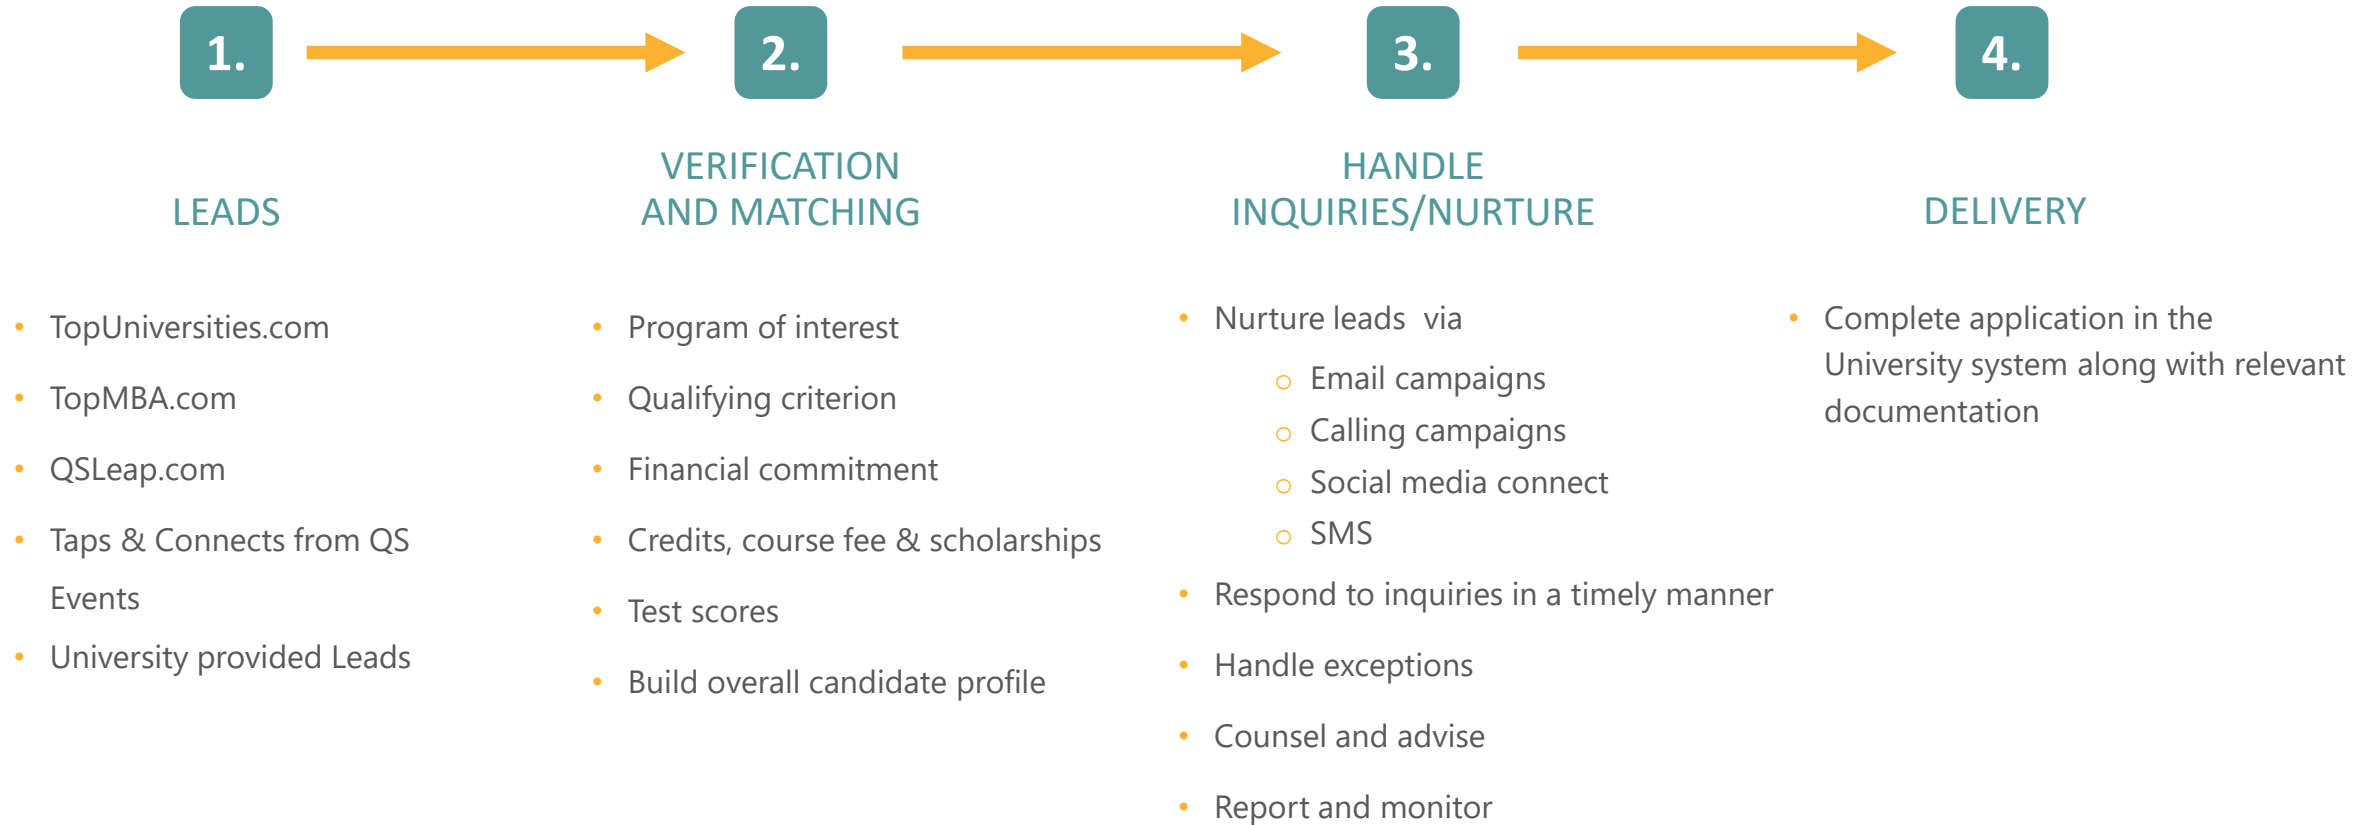 1.
LEADS
• TopUniversities.com
• TopMBA.com
• QSLeap.com
• Taps & Connects from QS
Events
• University provided Leads
2.
VERIFICATION
AND MATCHING
• Program of interest
• Qualifying criterion
• Financial commitment
• Credits, course fee & scholarships
• Test scores
• Build overall candidate profile
3.
HANDLE
INQUIRIES/NURTURE
• Nurture leads via
o Email campaigns
o Calling campaigns
o Social media connect
o SMS
• Respond to inquiries in a timely manner
• Handle exceptions
• Counsel and advise
• Report and monitor
4.
DELIVERY
• Complete application in the
University system along with relevant
documentation